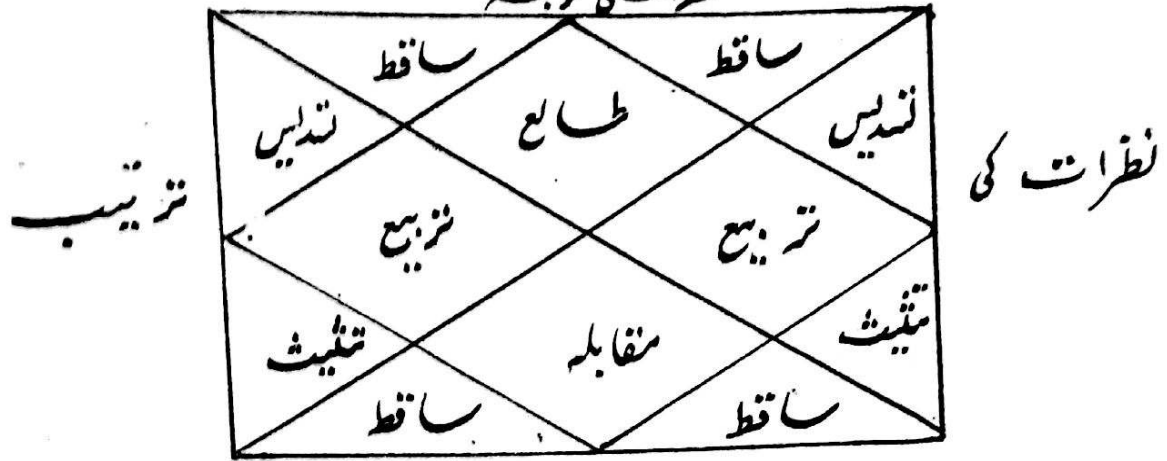 ساقط ساقط
تسدیس طالع تسدیس
نظرات کی ترتیب
تربیع تربیع
تثلیث مقابلہ تثلیث
ساقط ساقط